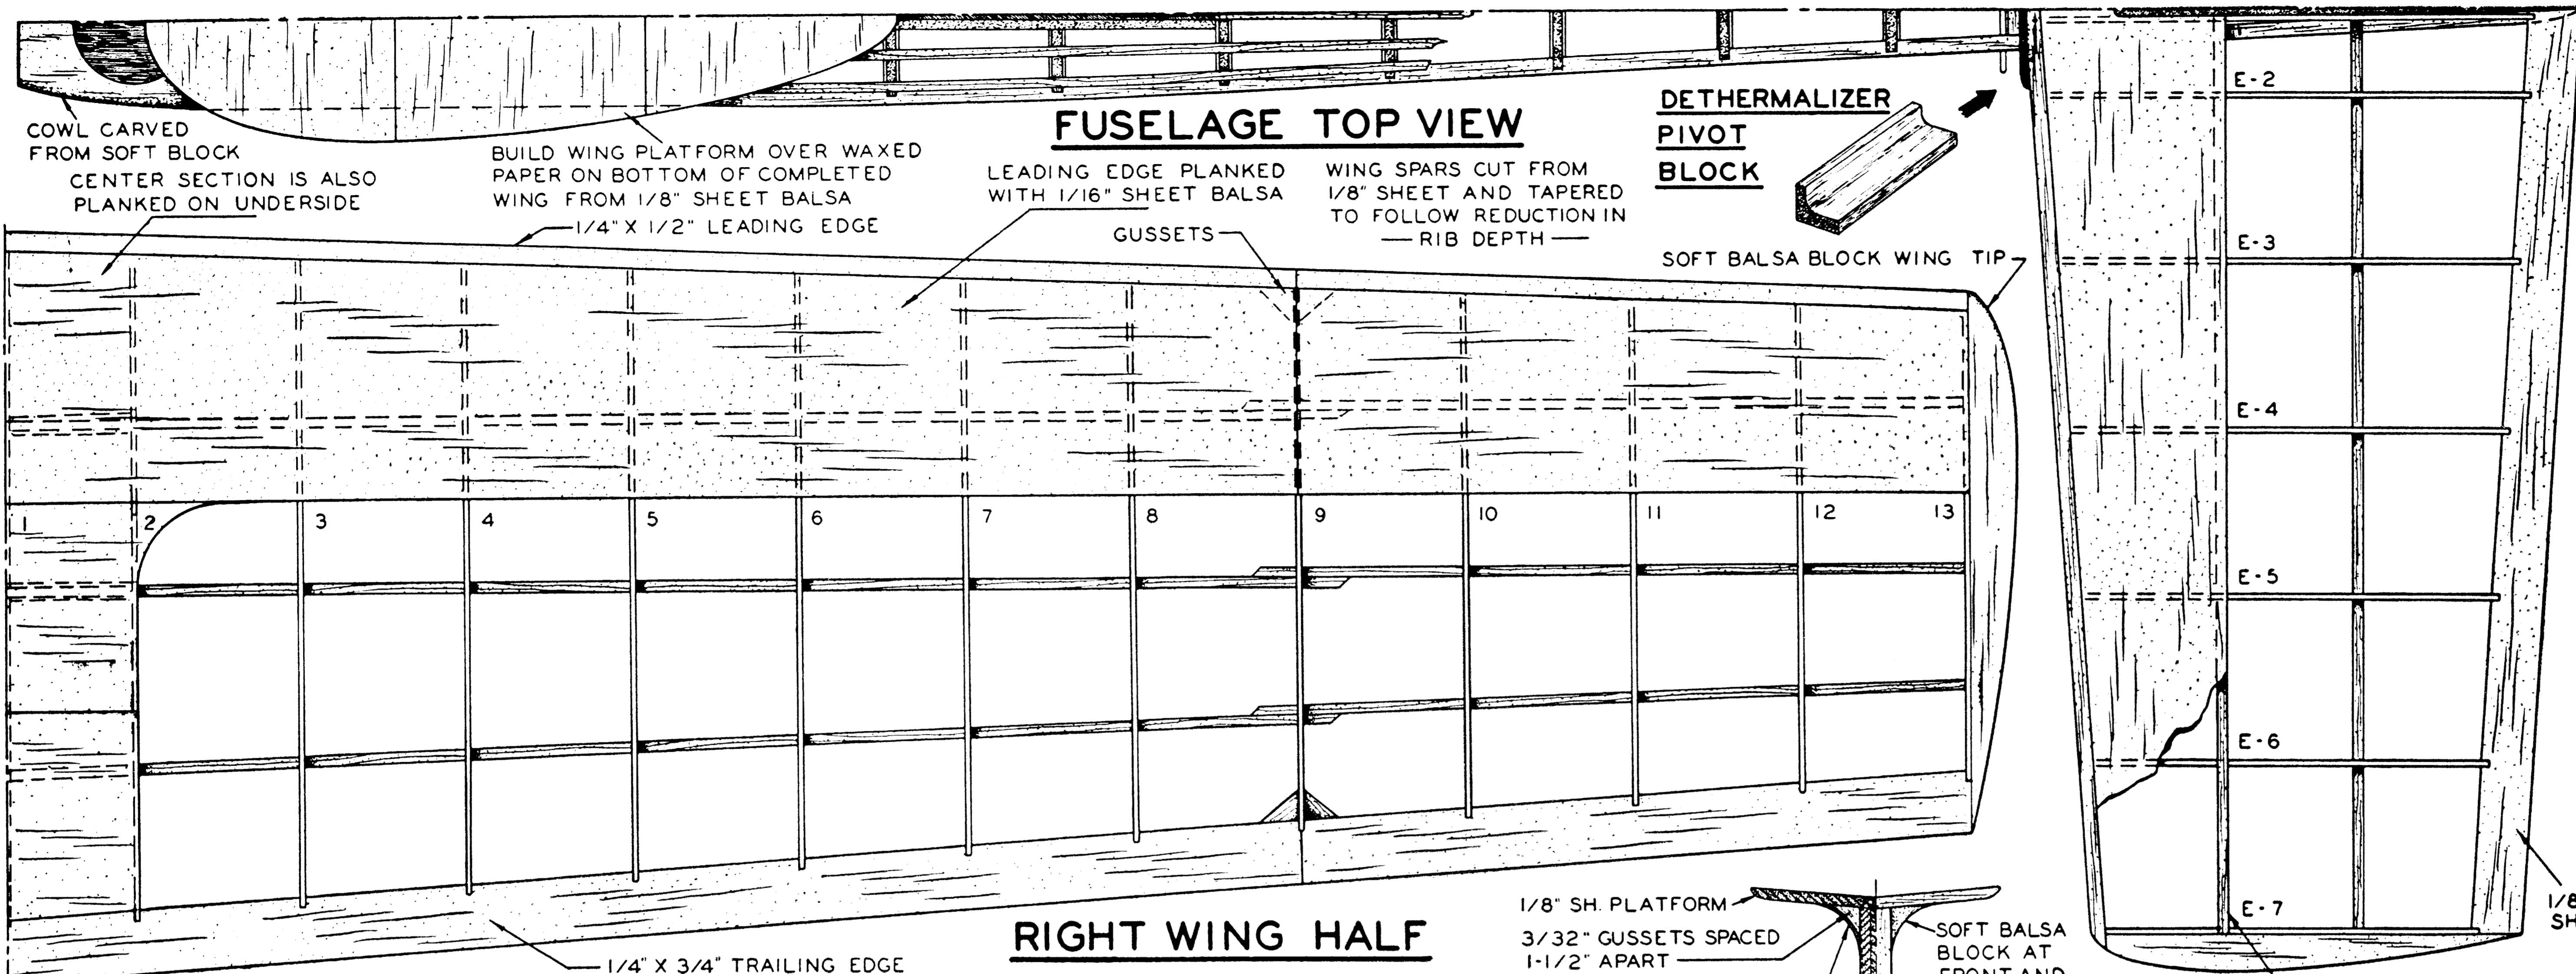 COWL CARVED
FROM SOFT BLOCK
CENTER SECTION IS ALSO
PLANKED ON UNDERSIDE
BUILD WING PLATFORM OVER WAXED
PAPER ON BOTTOM OF COMPLETED
WING FROM 1/8" SHEET BALSA
1/4" X 1/2" LEADING EDGE
FUSELAGE TOP VIEW
LEADING EDGE PLANKED
WITH 1/16" SHEET BALSA
GUSSETS
WING SPARS CUT FROM
1/8" SHEET AND TAPERED
TO FOLLOW REDUCTION IN
RIB DEPTH
DETHERMALIZER
PIVOT
BLOCK
SOFT BALSA BLOCK WING TIP
1
2
3
4
5
6
7
8
9
10
11
12
13
E-2
E-3
E-4
E-5
E-6
E-7
RIGHT WING HALF
1/4" X 3/4" TRAILING EDGE
1/8" SH. PLATFORM
3/32" GUSSETS SPACED
1-1/2" APART
SOFT BALSA
BLOCK AT
FRONT AND
1/8
SH